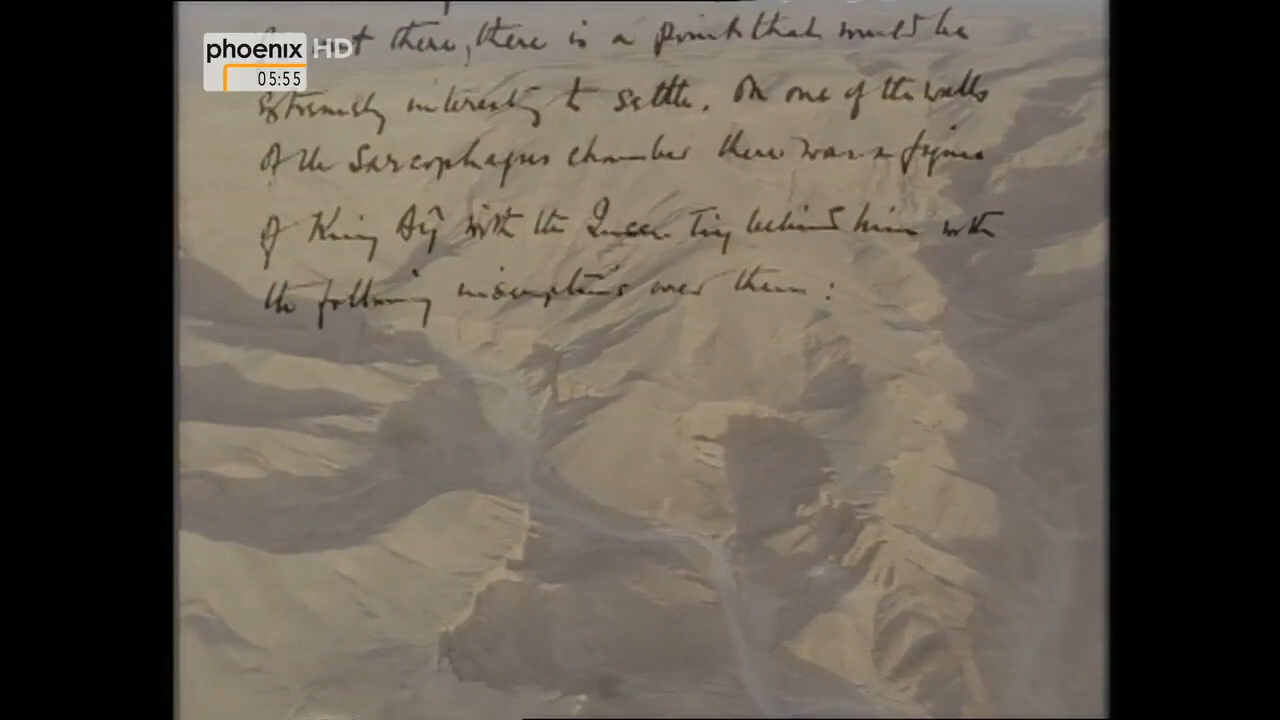 phoenix HD
05:55
there, there is a point that would be
extremely interesting to settle. On one of the walls
of the Sarcophagus chamber there was a figure
of King Aÿ with the Queen Tiy behind him with
the following inscriptions over them: